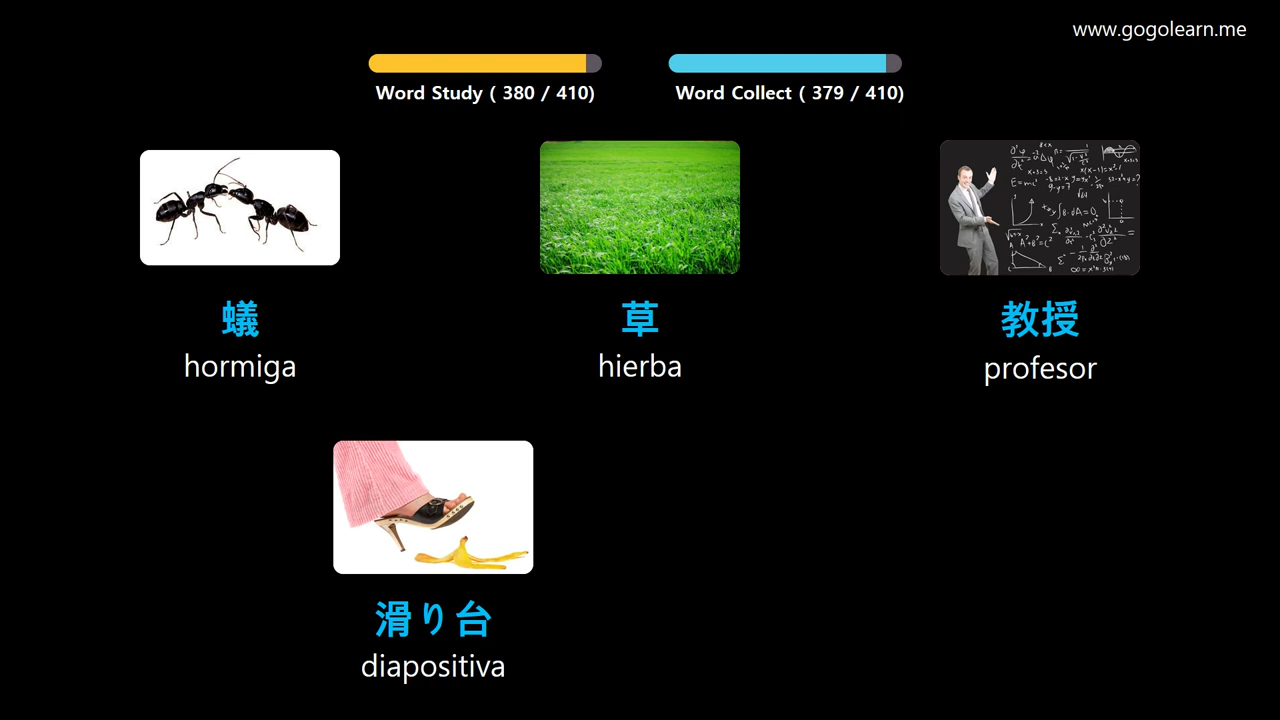 www.gogolearn.me
Word Study ( 380 / 410)
Word Collect ( 379 / 410)
蟻
hormiga
草
hierba
教授
profesor
滑り台
diapositiva